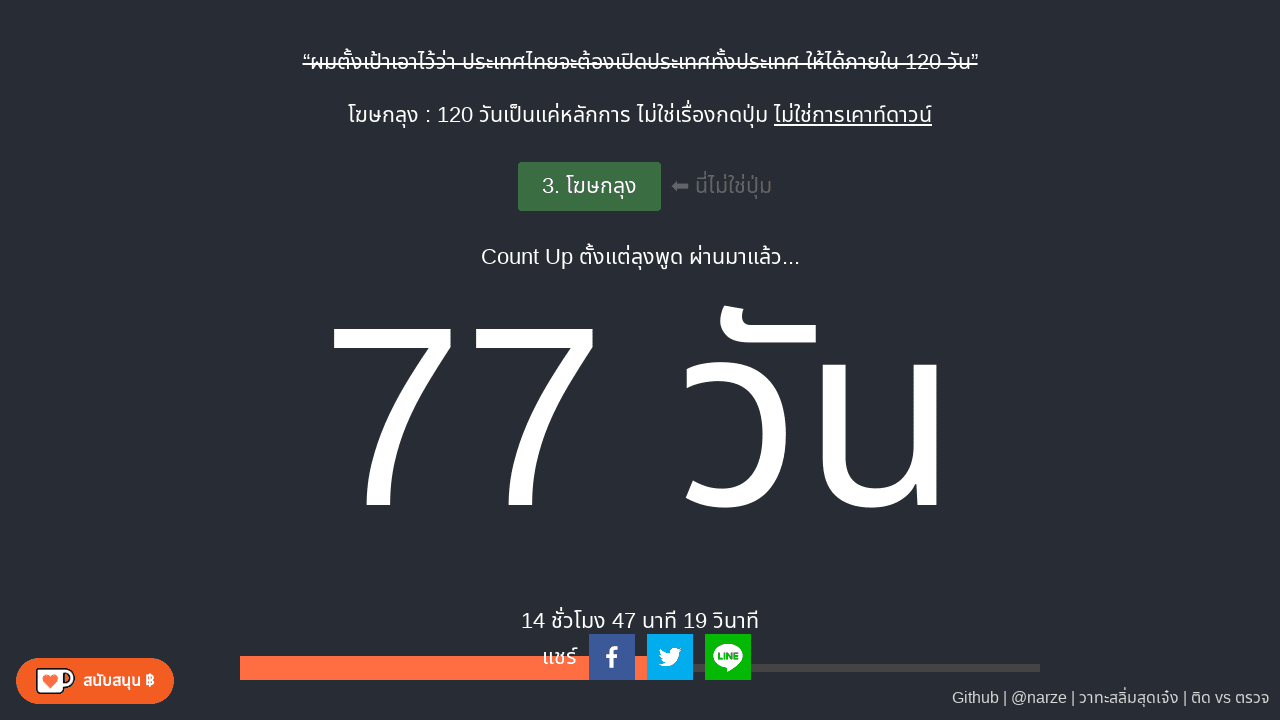 “ผมตั้งเป้าเอาไว้ว่า ประเทศไทยจะต้องเปิดประเทศทั้งประเทศ ให้ได้ภายใน 120 วัน”
โฆษกลุง : 120 วันเป็นแค่หลักการ ไม่ใช่เรื่องกดปุ่ม ไม่ใช่การเคาท์ดาวน์
3. โฆษกลุง ⬅ นี่ไม่ใช่ปุ่ม
Count Up ตั้งแต่ลุงพูด ผ่านมาแล้ว...
77 วัน
14 ชั่วโมง 47 นาที 19 วินาที
แชร์ LINE
สนับสนุน ฿
Github | @narze | วาทะสลิ่มสุดเจ๋ง | ติด vs ตรวจ